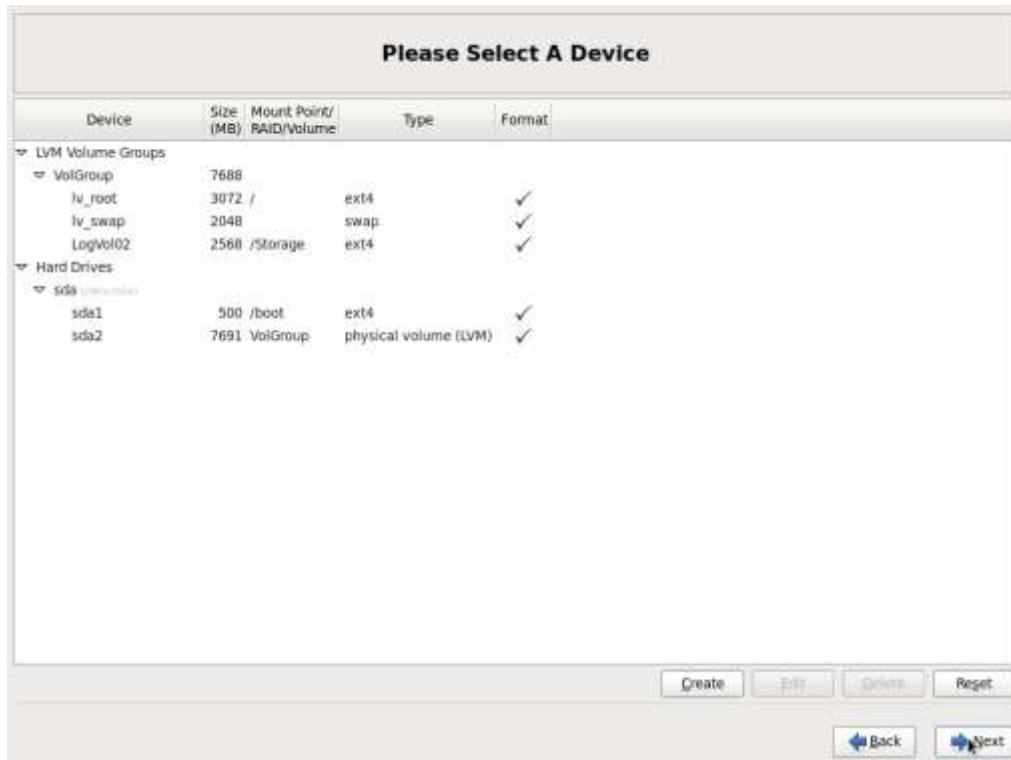 Please Select A Device
Device Size (MB) Mount Point/ RAID/Volume Type Format
LVM Volume Groups
VolGroup 7688
lv_root 3072 / ext4 ✓
lv_swap 2048 swap ✓
LogVol02 2568 /Storage ext4 ✓
Hard Drives
sda
sda1 500 /boot ext4 ✓
sda2 7691 VolGroup physical volume (LVM) ✓
Create Edit Delete Reset
Back Next